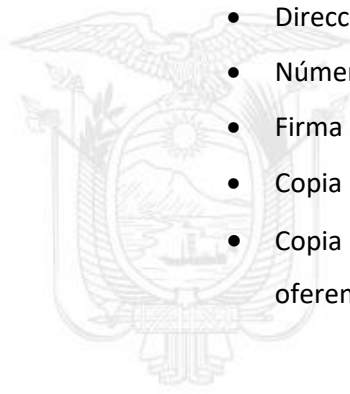 • Direcc
• Númer
• Firma
• Copia
• Copia
oferen